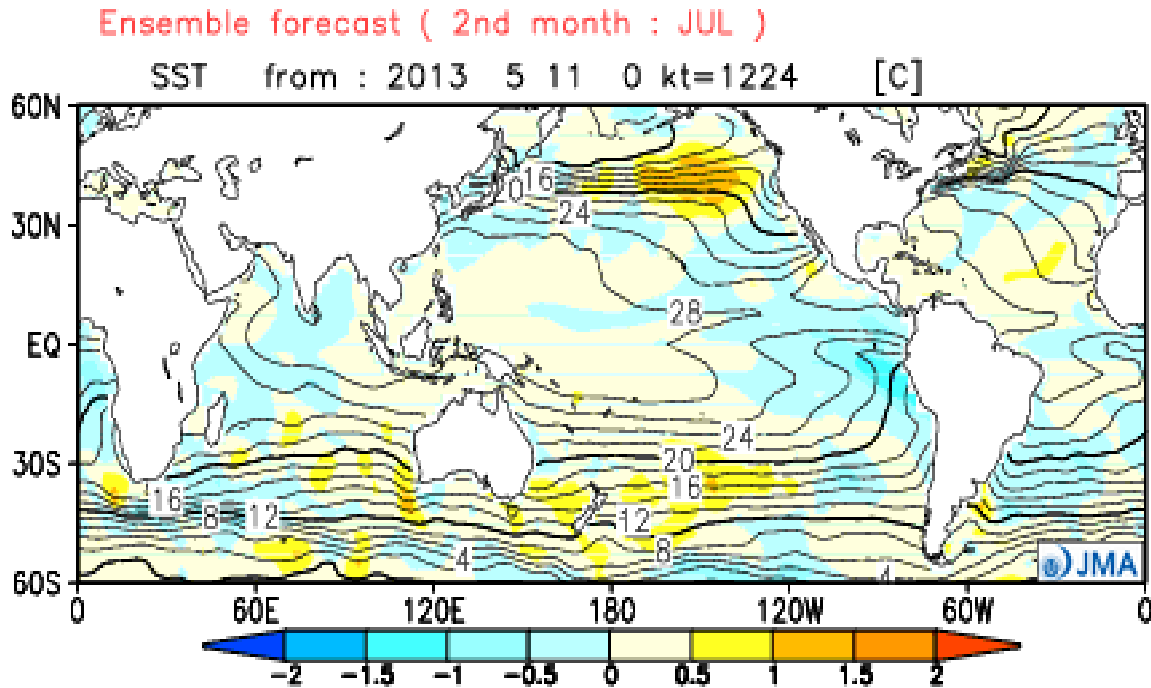 Ensemble forecast ( 2nd month : JUL )
SST from : 2013 5 11 0 kt=1224 [C]
60N
30N
EQ
30S
60S
0 16
24
28
24
20
16
12
8
4
4
16
8
12
JMA
0 60E 120E 180 120W 60W 0
-2 -1.5 -1 -0.5 0 0.5 1 1.5 2